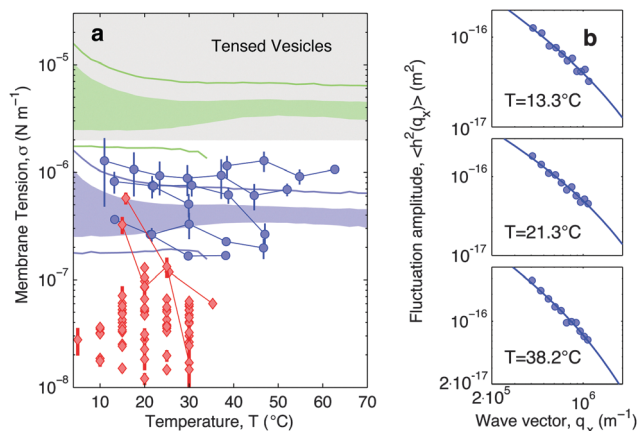 a
Tensed Vesicles
10⁻⁵
10⁻⁶
10⁻⁷
10⁻⁸
Membrane Tension, σ (N m⁻¹)
10 20 30 40 50 60 70
Temperature, T (°C)
b
10⁻¹⁶
T=13.3°C
10⁻¹⁷
10⁻¹⁶
T=21.3°C
10⁻¹⁷
10⁻¹⁶
T=38.2°C
2·10⁻¹⁷
Fluctuation amplitude, <h²(qₓ)> (m²)
2·10⁵ 10⁶
Wave vector, qₓ (m⁻¹)